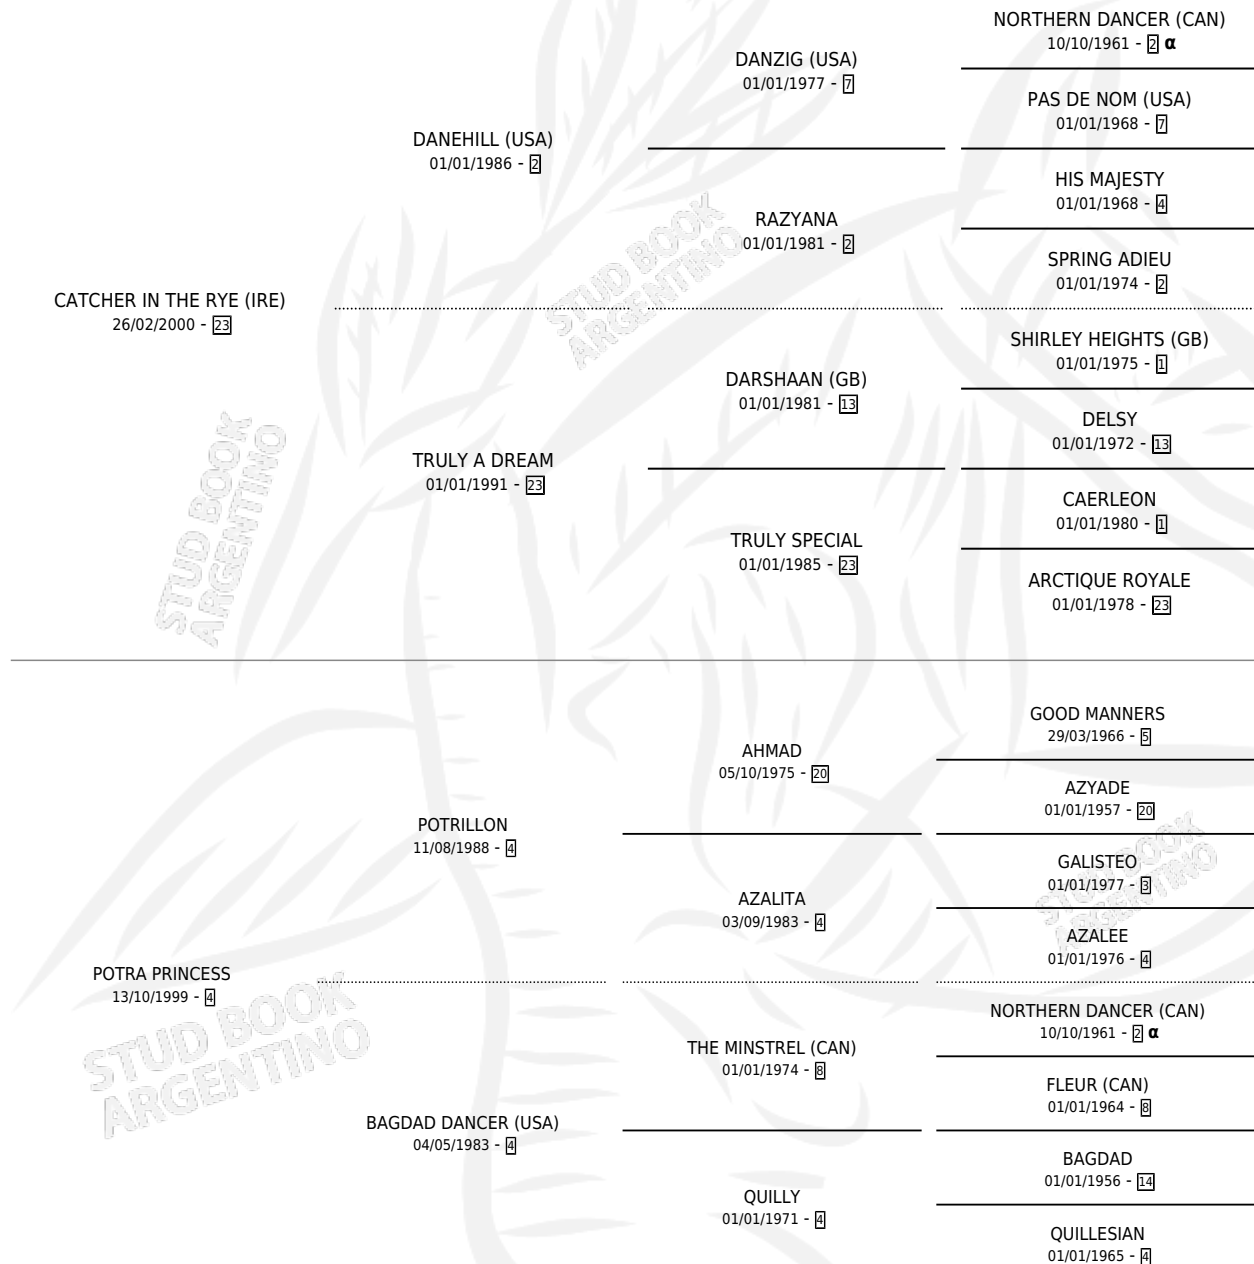 NORTHERN DANCER (CAN)
10/10/1961 - 2 α
DANZIG (USA)
01/01/1977 - 7
PAS DE NOM (USA)
01/01/1968 - 7
DANEHILL (USA)
01/01/1986 - 2
HIS MAJESTY
01/01/1968 - 4
RAZYANA
01/01/1981 - 2
SPRING ADIEU
01/01/1974 - 2
CATCHER IN THE RYE (IRE)
26/02/2000 - 23
SHIRLEY HEIGHTS (GB)
01/01/1975 - 1
DARSHAAN (GB)
01/01/1981 - 13
DELSY
01/01/1972 - 13
TRULY A DREAM
01/01/1991 - 23
CAERLEON
01/01/1980 - 1
TRULY SPECIAL
01/01/1985 - 23
ARCTIQUE ROYALE
01/01/1978 - 23
GOOD MANNERS
29/03/1966 - 5
AHMAD
05/10/1975 - 20
AZYADE
01/01/1957 - 20
POTRILLON
11/08/1988 - 4
GALISTEO
01/01/1977 - 3
AZALITA
03/09/1983 - 4
AZALEE
01/01/1976 - 4
POTRA PRINCESS
13/10/1999 - 4
NORTHERN DANCER (CAN)
10/10/1961 - 2 α
THE MINSTREL (CAN)
01/01/1974 - 8
FLEUR (CAN)
01/01/1964 - 8
BAGDAD DANCER (USA)
04/05/1983 - 4
BAGDAD
01/01/1956 - 14
QUILLY
01/01/1971 - 4
QUILLESIAN
01/01/1965 - 4
STUD BOOK
ARGENTINO
STUD BOOK
ARGENTINO
STUD BOOK
ARGENTINO
STUD BOOK
ARGENTINO